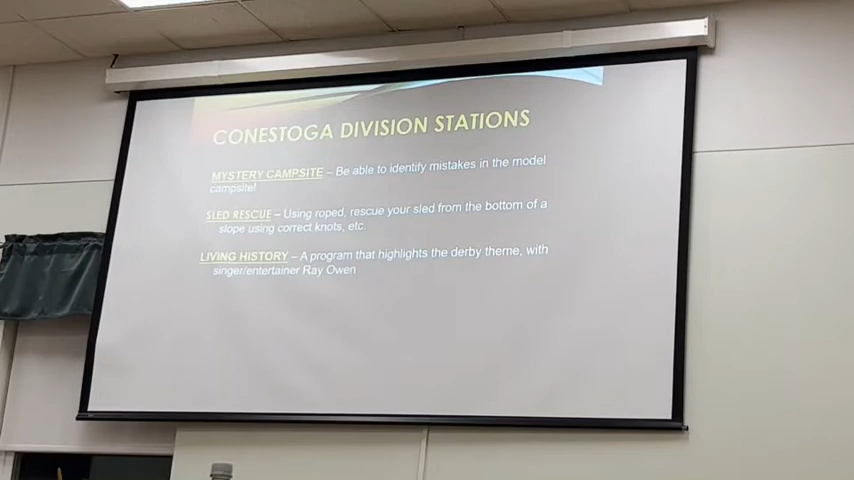 CONESTOGA DIVISION STATIONS
MYSTERY CAMPSITE – Be able to identify mistakes in the model
campsite!
SLED RESCUE – Using roped, rescue your sled from the bottom of a
slope using correct knots, etc.
LIVING HISTORY – A program that highlights the derby theme, with
singer/entertainer Ray Owen